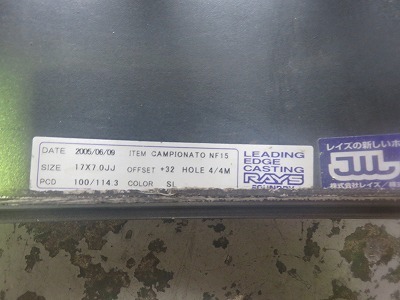 DATE 2005/06/09 ITEM CAMPIONATO NF15
SIZE 17X7.0JJ OFFSET +32 HOLE 4/4M
PCD 100/114.3 COLOR SL
LEADING
EDGE
CASTING
RAYS
レイズの新しいホ
JWL
株式会社レイズ